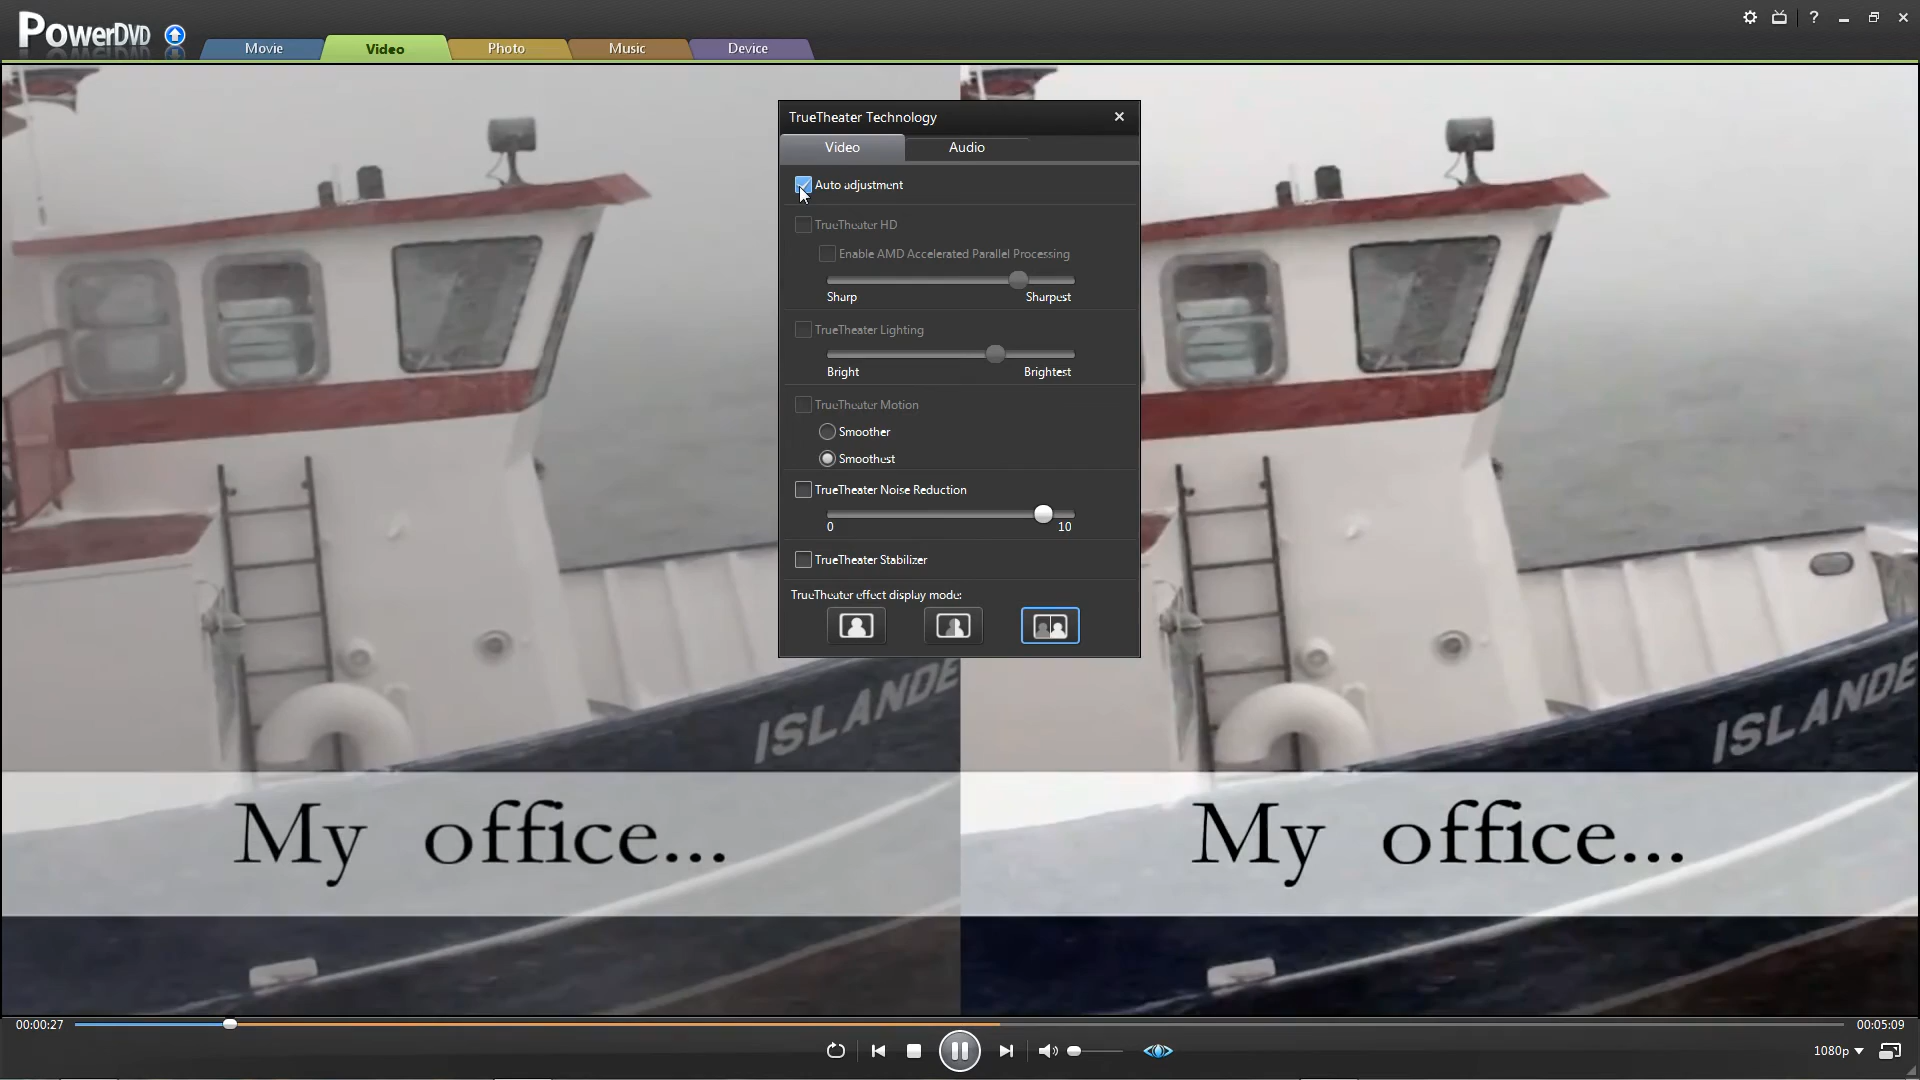 PowerDVD
Movie
Video
Photo
Music
Device
?
TrueTheater Technology
Video
Audio
Auto adjustment
TrueTheater HD
Enable AMD Accelerated Parallel Processing
Sharp
Sharpest
TrueTheater Lighting
Bright
Brightest
TrueTheater Motion
Smoother
Smoothest
TrueTheater Noise Reduction
0
10
TrueTheater Stabilizer
TrueTheater effect display mode:
ISLANDE
ISLANDE
My office...
My office...
00:00:27
00:05:09
1080p